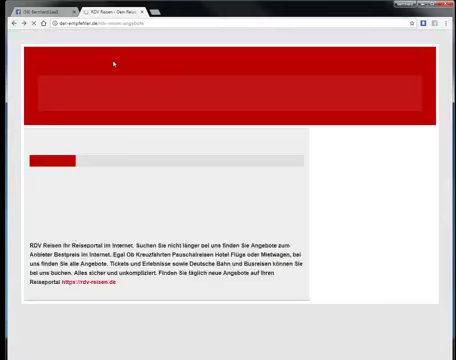 RDV Reisen - Dein Reise
der-empfehler.de/rdv-reisen-angebote
RDV Reisen ihr Reiseportal im Internet. Suchen Sie nicht länger bei uns finden Sie Angebote zum
Anbieter Bestpreis im Internet. Egal Ob Kreuzfahrten Pauschalreisen Hotel Flüge oder Mietwagen, bei
uns finden Sie alle Angebote. Tickets und Erlebnisse sowie Deutsche Bahn und Busreisen können Sie
bei uns buchen. Alles sicher und unkompliziert. Finden Sie täglich neue Angebote auf Ihren
Reiseportal https://rdv-reisen.de